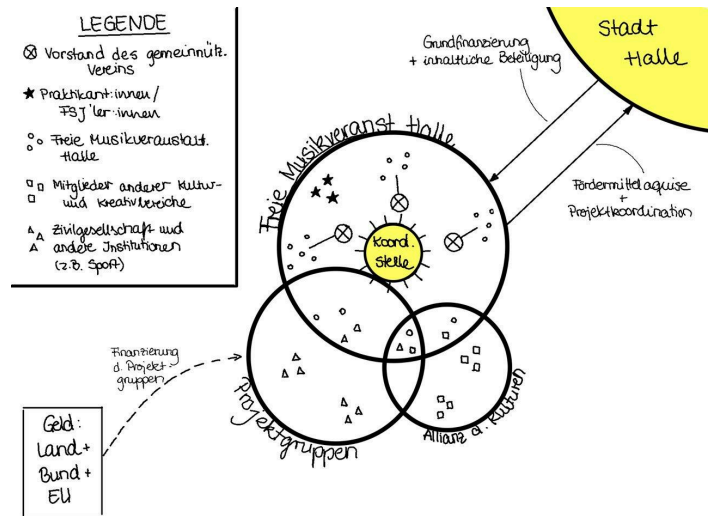 LEGENDE
Vorstand des gemeinnütz.
Vereins
Praktikant:innen/
FSJ'ler:innen
Freie Musikveranstalt.
Halle
Mitglieder anderer Kultur-
und Kreativbereiche
Zivilgesellschaft und
andere Institutionen
(z.B. Sport)
Stadt
Halle
Grundfinanzierung
+ inhaltliche Beteiligung
Fördermittelaquise
+
Projektkoordination
Freie Musikveranst Halle
Koord.
stelle
Finanzierung
d. Projekt-
gruppen
Projektgruppen
Allianz d. Kulturen
Geld:
Land+
Bund+
EU